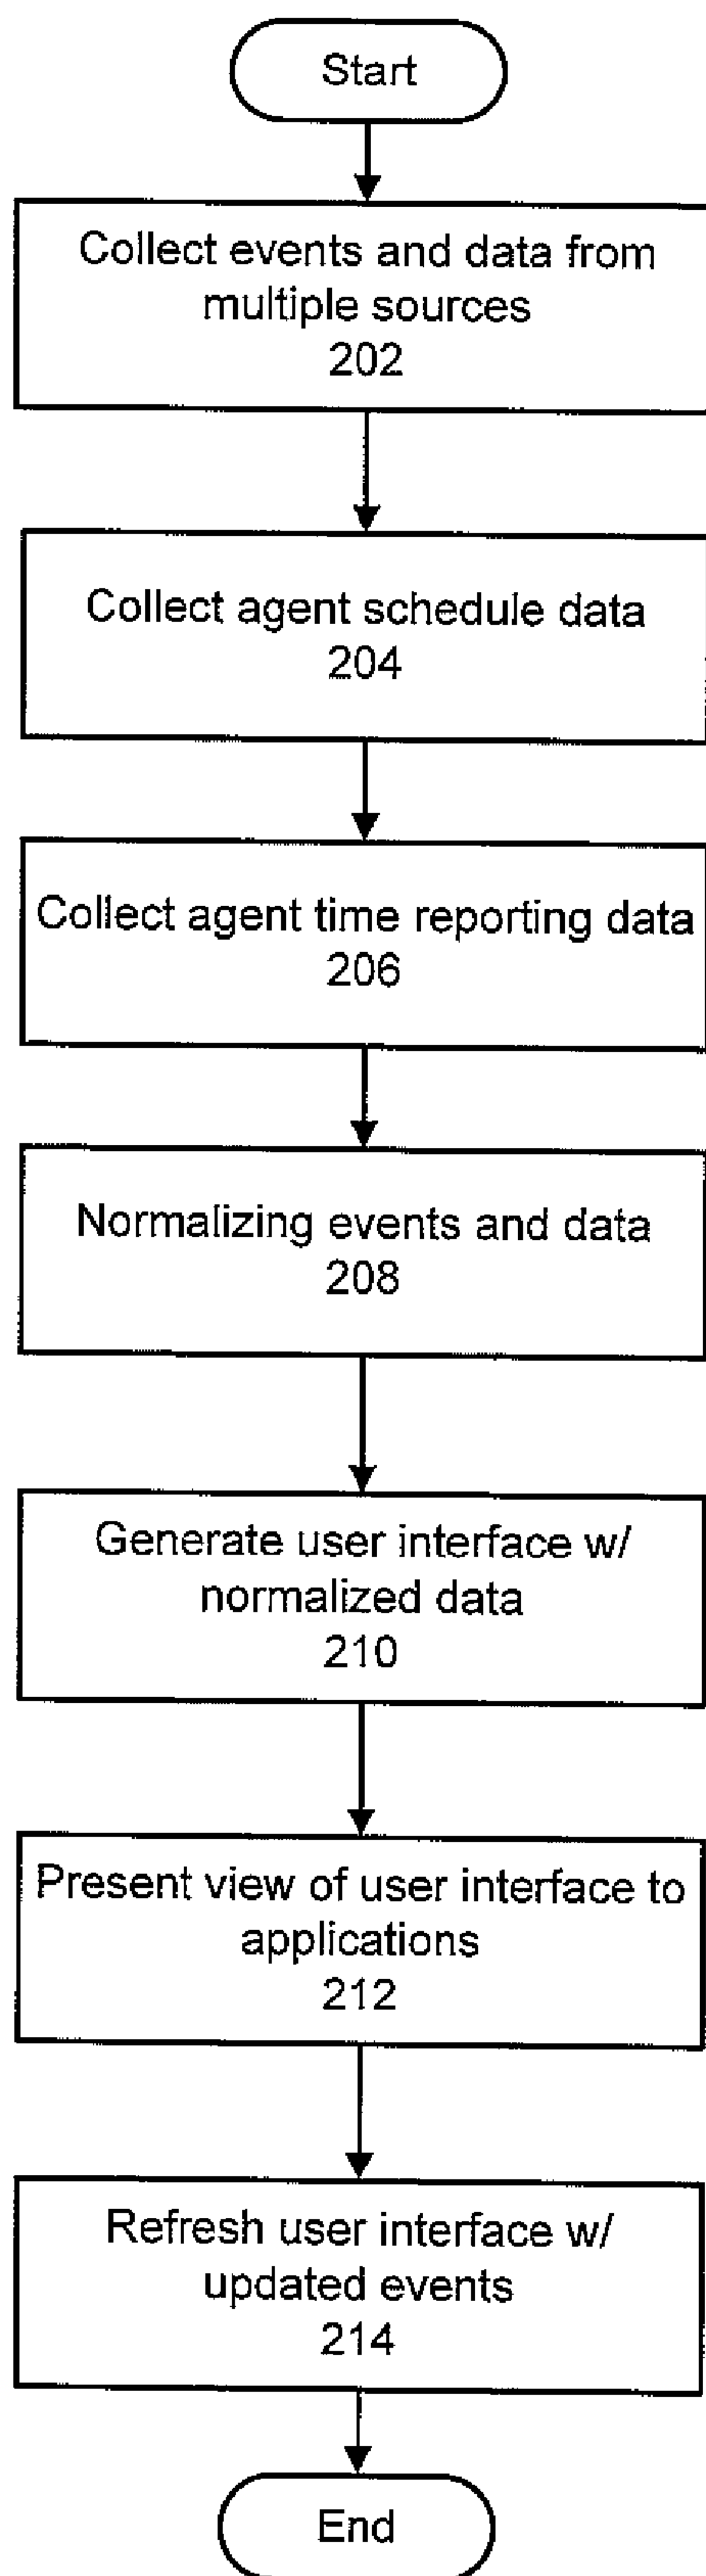 Start
Collect events and data from
multiple sources
202
Collect agent schedule data
204
Collect agent time reporting data
206
Normalizing events and data
208
Generate user interface w/
normalized data
210
Present view of user interface to
applications
212
Refresh user interface w/
updated events
214
End